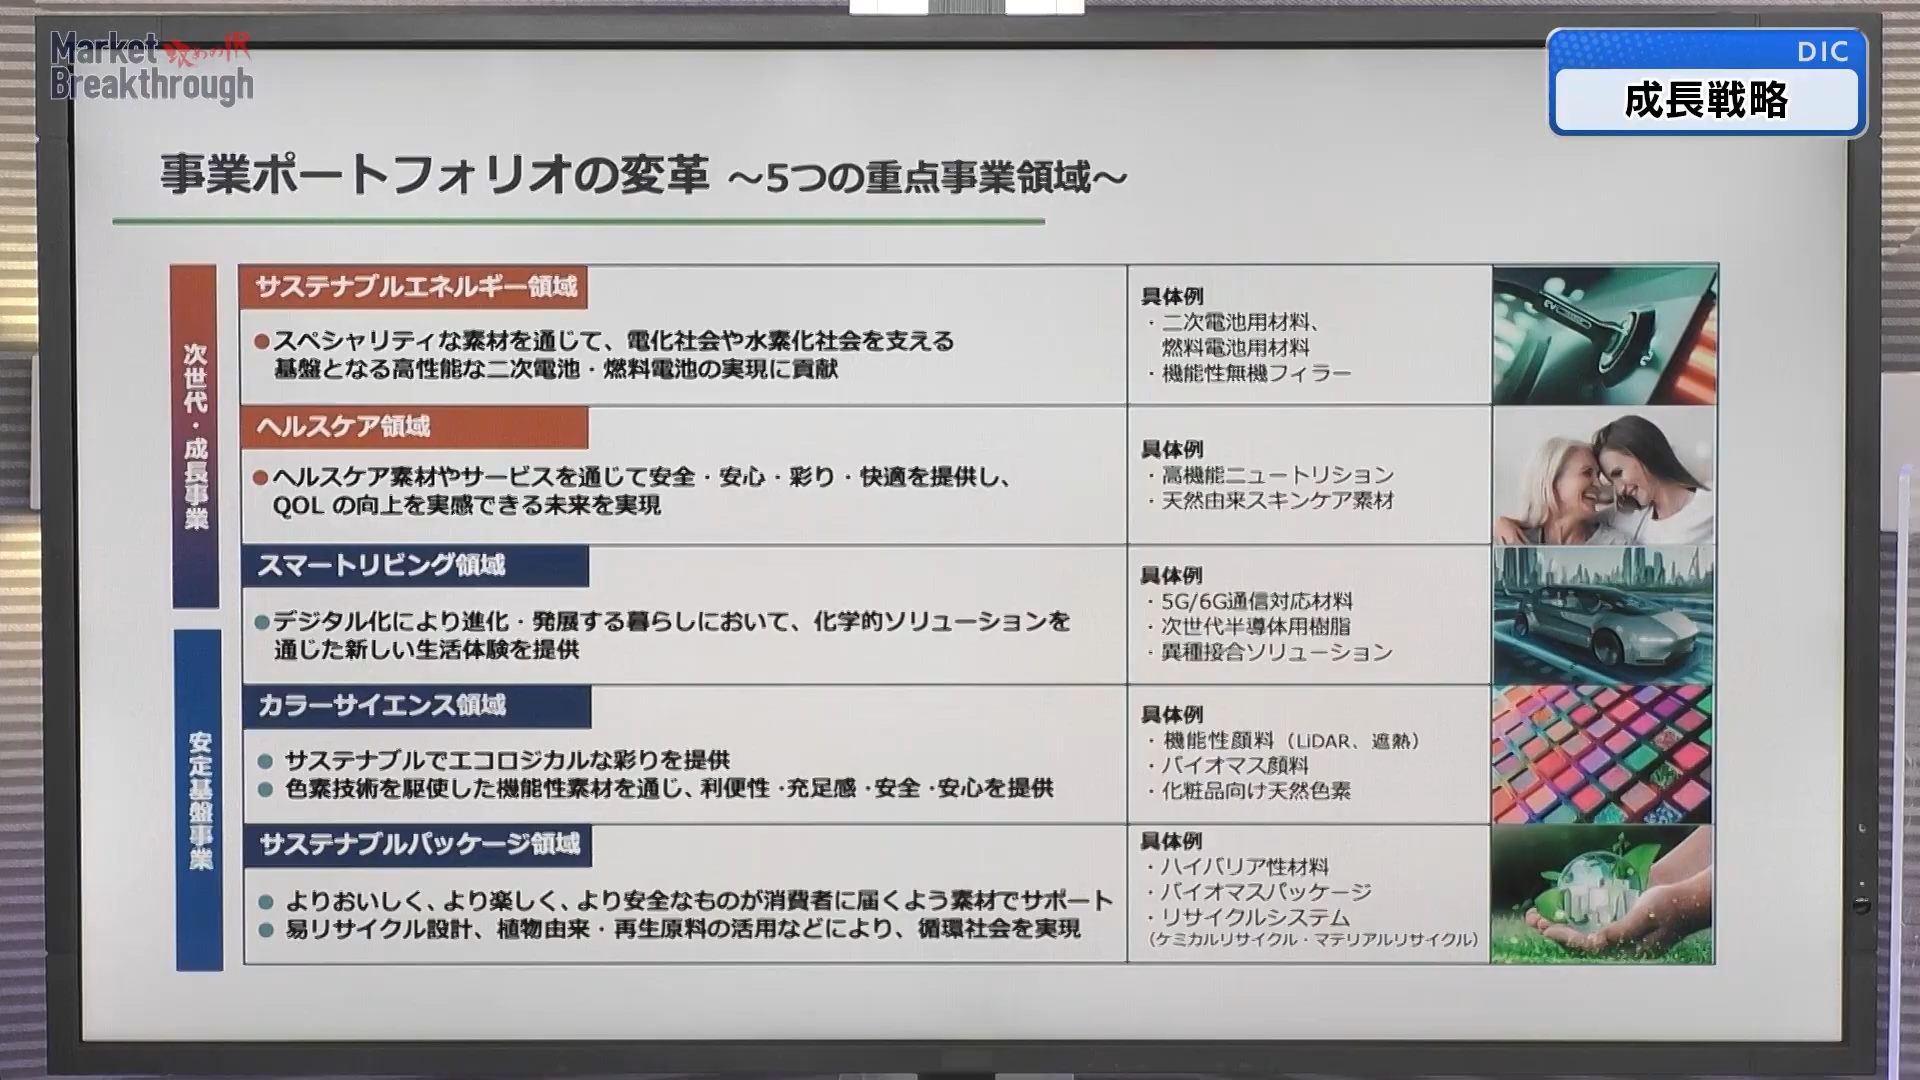 Market 攻めのIR
Breakthrough
DIC
成長戦略
事業ポートフォリオの変革 ～5つの重点事業領域～
次世代・成長事業
サステナブルエネルギー領域
●スペシャリティな素材を通じて、電化社会や水素化社会を支える
基盤となる高性能な二次電池・燃料電池の実現に貢献
具体例
・二次電池用材料、
燃料電池用材料
・機能性無機フィラー
ヘルスケア領域
●ヘルスケア素材やサービスを通じて安全・安心・彩り・快適を提供し、
QOL の向上を実感できる未来を実現
具体例
・高機能ニュートリション
・天然由来スキンケア素材
スマートリビング領域
●デジタル化により進化・発展する暮らしにおいて、化学的ソリューションを
通じた新しい生活体験を提供
具体例
・5G/6G通信対応材料
・次世代半導体用樹脂
・異種接合ソリューション
安定基盤事業
カラーサイエンス領域
● サステナブルでエコロジカルな彩りを提供
● 色素技術を駆使した機能性素材を通じ、利便性・充足感・安全・安心を提供
具体例
・機能性顔料（LiDAR、遮熱）
・バイオマス顔料
・化粧品向け天然色素
サステナブルパッケージ領域
● よりおいしく、より楽しく、より安全なものが消費者に届くよう素材でサポート
● 易リサイクル設計、植物由来・再生原料の活用などにより、循環社会を実現
具体例
・ハイバリア性材料
・バイオマスパッケージ
・リサイクルシステム
（ケミカルリサイクル・マテリアルリサイクル）